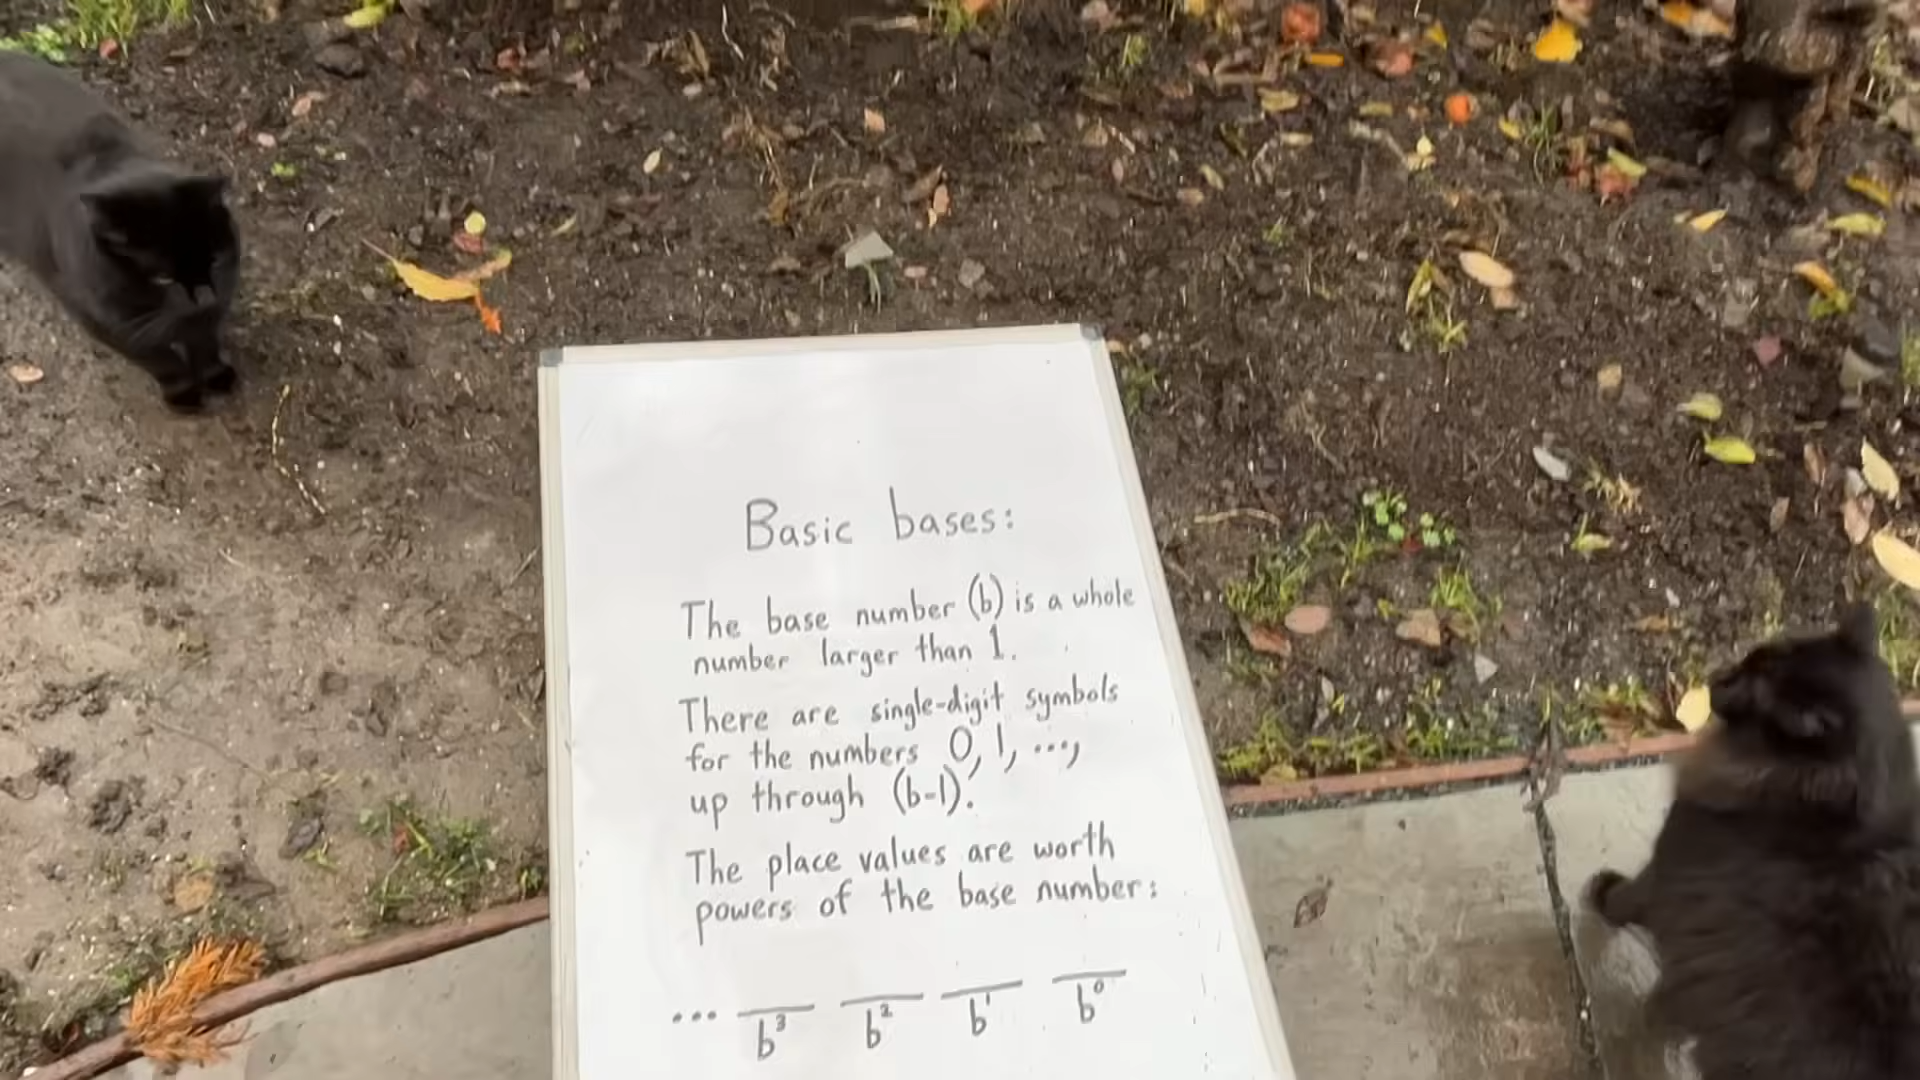 Basic bases:
The base number (b) is a whole
number larger than 1.
There are single-digit symbols
for the numbers 0, 1, ...,
up through (b-1).
The place values are worth
powers of the base number:
... b³ b² b¹ b⁰